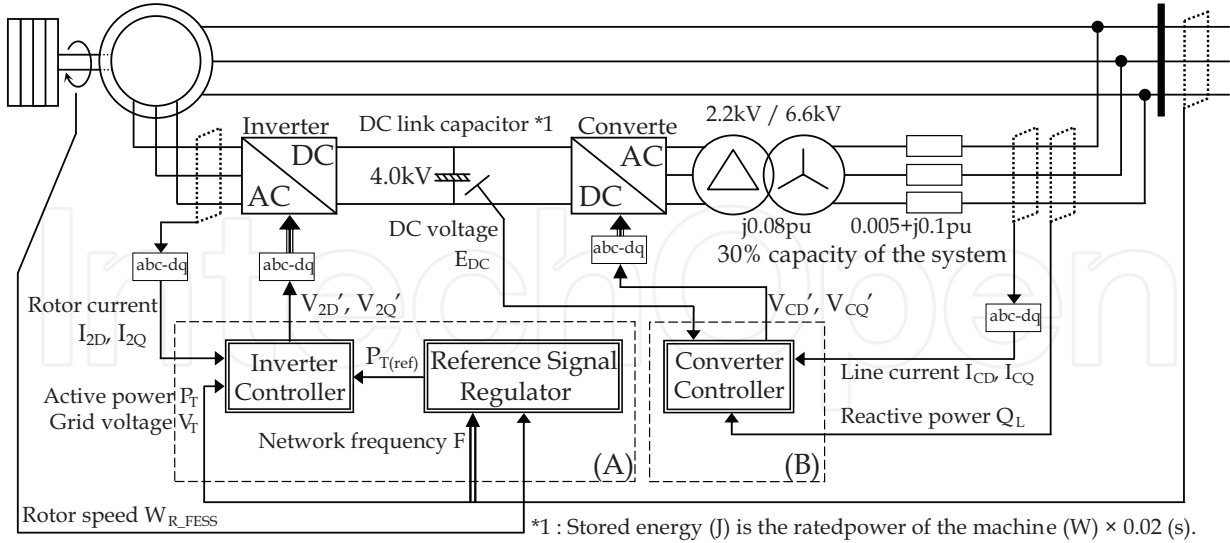 Inverter
DC
AC
DC link capacitor *1
4.0kV
Converte
AC
DC
2.2kV / 6.6kV
j0.08pu
0.005+j0.1pu
30% capacity of the system
DC voltage
E_DC
abc-dq
abc-dq
abc-dq
abc-dq
Rotor current
I_2D, I_2Q
V_2D′, V_2Q′
V_CD′, V_CQ′
Inverter
Controller
P_T(ref)
Reference Signal
Regulator
Converter
Controller
Line current I_CD, I_CQ
Reactive power Q_L
Active power P_T
Grid voltage V_T
Network frequency F
(A)
(B)
Rotor speed W_R_FESS
*1 : Stored energy (J) is the ratedpower of the machine (W) × 0.02 (s).
IntechOpen